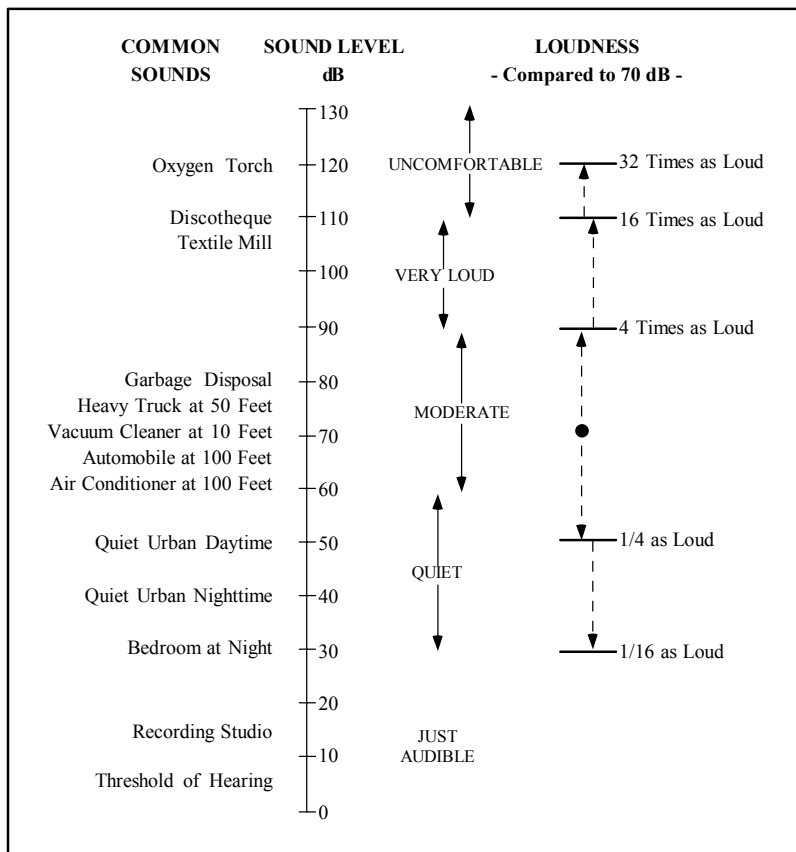 COMMON SOUND LEVEL LOUDNESS
SOUNDS dB - Compared to 70 dB -
130
UNCOMFORTABLE
Oxygen Torch 120 32 Times as Loud
Discotheque 110 16 Times as Loud
Textile Mill
100
VERY LOUD
90 4 Times as Loud
Garbage Disposal 80
Heavy Truck at 50 Feet MODERATE
Vacuum Cleaner at 10 Feet 70
Automobile at 100 Feet
Air Conditioner at 100 Feet 60
Quiet Urban Daytime 50 1/4 as Loud
QUIET
Quiet Urban Nighttime 40
Bedroom at Night 30 1/16 as Loud
20
Recording Studio JUST
AUDIBLE
10
Threshold of Hearing
0